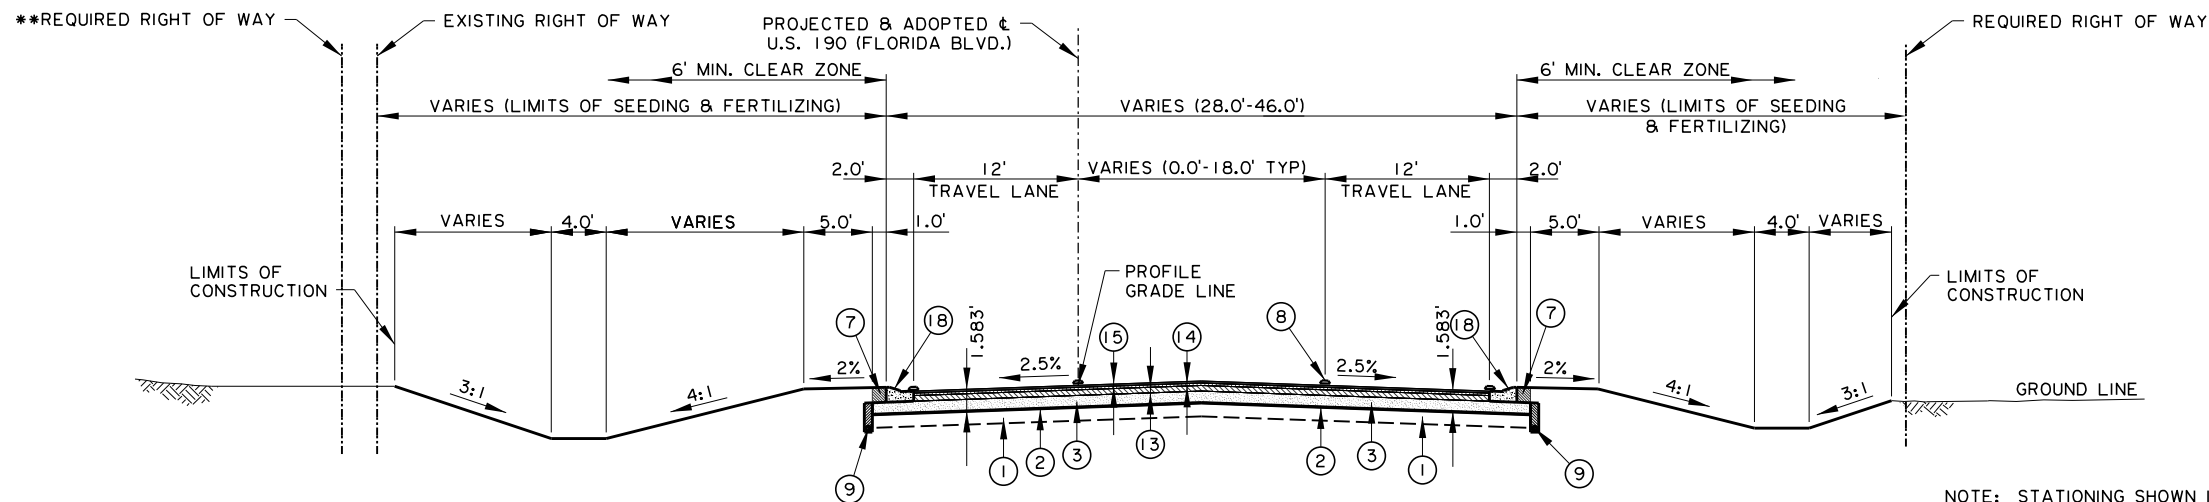 **REQUIRED RIGHT OF WAY
EXISTING RIGHT OF WAY
PROJECTED & ADOPTED ℄
U.S. 190 (FLORIDA BLVD.)
REQUIRED RIGHT OF WAY
6' MIN. CLEAR ZONE
6' MIN. CLEAR ZONE
VARIES (LIMITS OF SEEDING & FERTILIZING)
VARIES (28.0'-46.0')
VARIES (LIMITS OF SEEDING
& FERTILIZING)
2.0'
12'
TRAVEL LANE
VARIES (0.0'-18.0' TYP)
12'
TRAVEL LANE
2.0'
VARIES
4.0'
VARIES
5.0'
1.0'
1.0'
5.0'
VARIES
4.0'
VARIES
LIMITS OF
CONSTRUCTION
PROFILE
GRADE LINE
LIMITS OF
CONSTRUCTION
7
18
1.583'
15
14
8
1.583'
18
7
3:1
4:1
2%
2.5%
2.5%
2%
4:1
3:1
GROUND LINE
9
1
2
3
13
2
3
1
9
NOTE: STATIONING SHOWN I